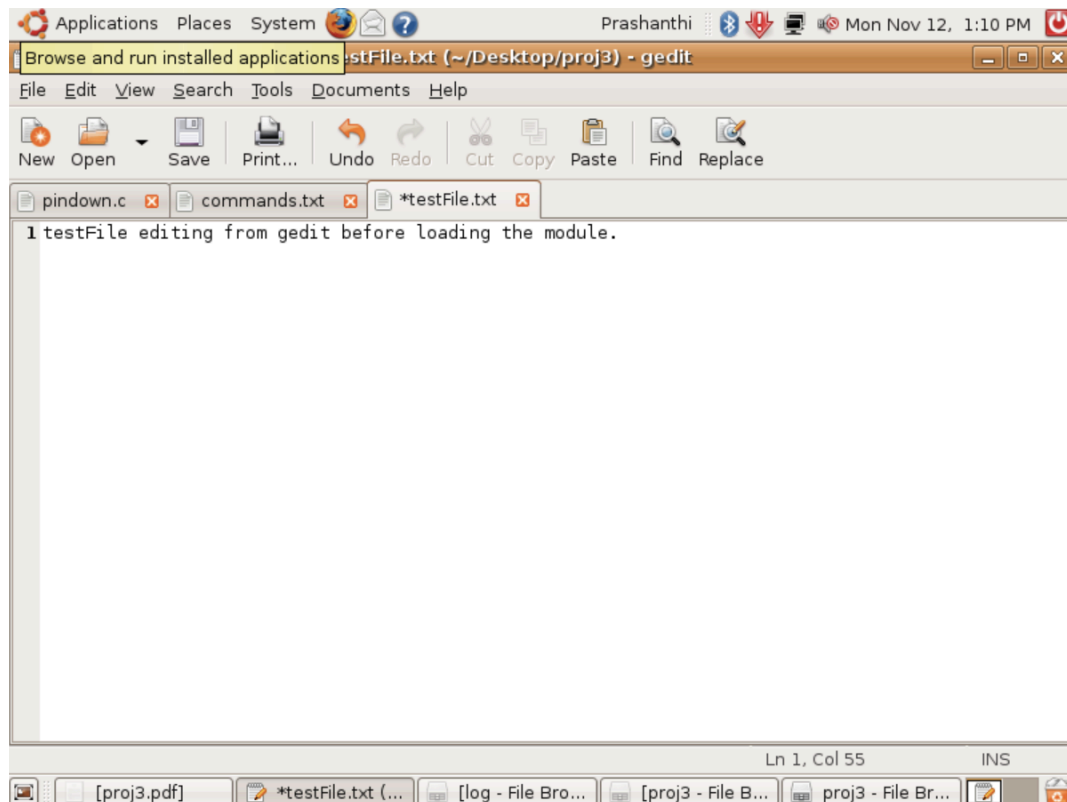 Applications Places System Prashanthi Mon Nov 12, 1:10 PM
Browse and run installed applications stFile.txt (~/Desktop/proj3) - gedit
File Edit View Search Tools Documents Help
New Open Save Print... Undo Redo Cut Copy Paste Find Replace
pindown.c commands.txt *testFile.txt
1 testFile editing from gedit before loading the module.
Ln 1, Col 55 INS
[proj3.pdf] *testFile.txt (... [log - File Bro... [proj3 - File B... proj3 - File Br...